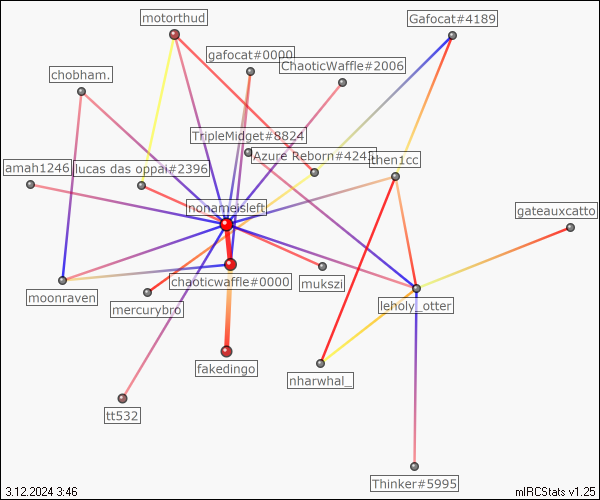 motorthud
Gafocat#4189
gafocat#0000
ChaoticWaffle#2006
chobham.
TripleMidget#8824
Azure Reborn#4243
then1cc
amah1246
lucas das oppai#2396
nonameisleft
gateauxcatto
chaoticwaffle#0000
mukszi
moonraven
mercurybro
leholy_otter
fakedingo
nharwhal_
tt532
Thinker#5995
3.12.2024 3:46
mIRCStats v1.25